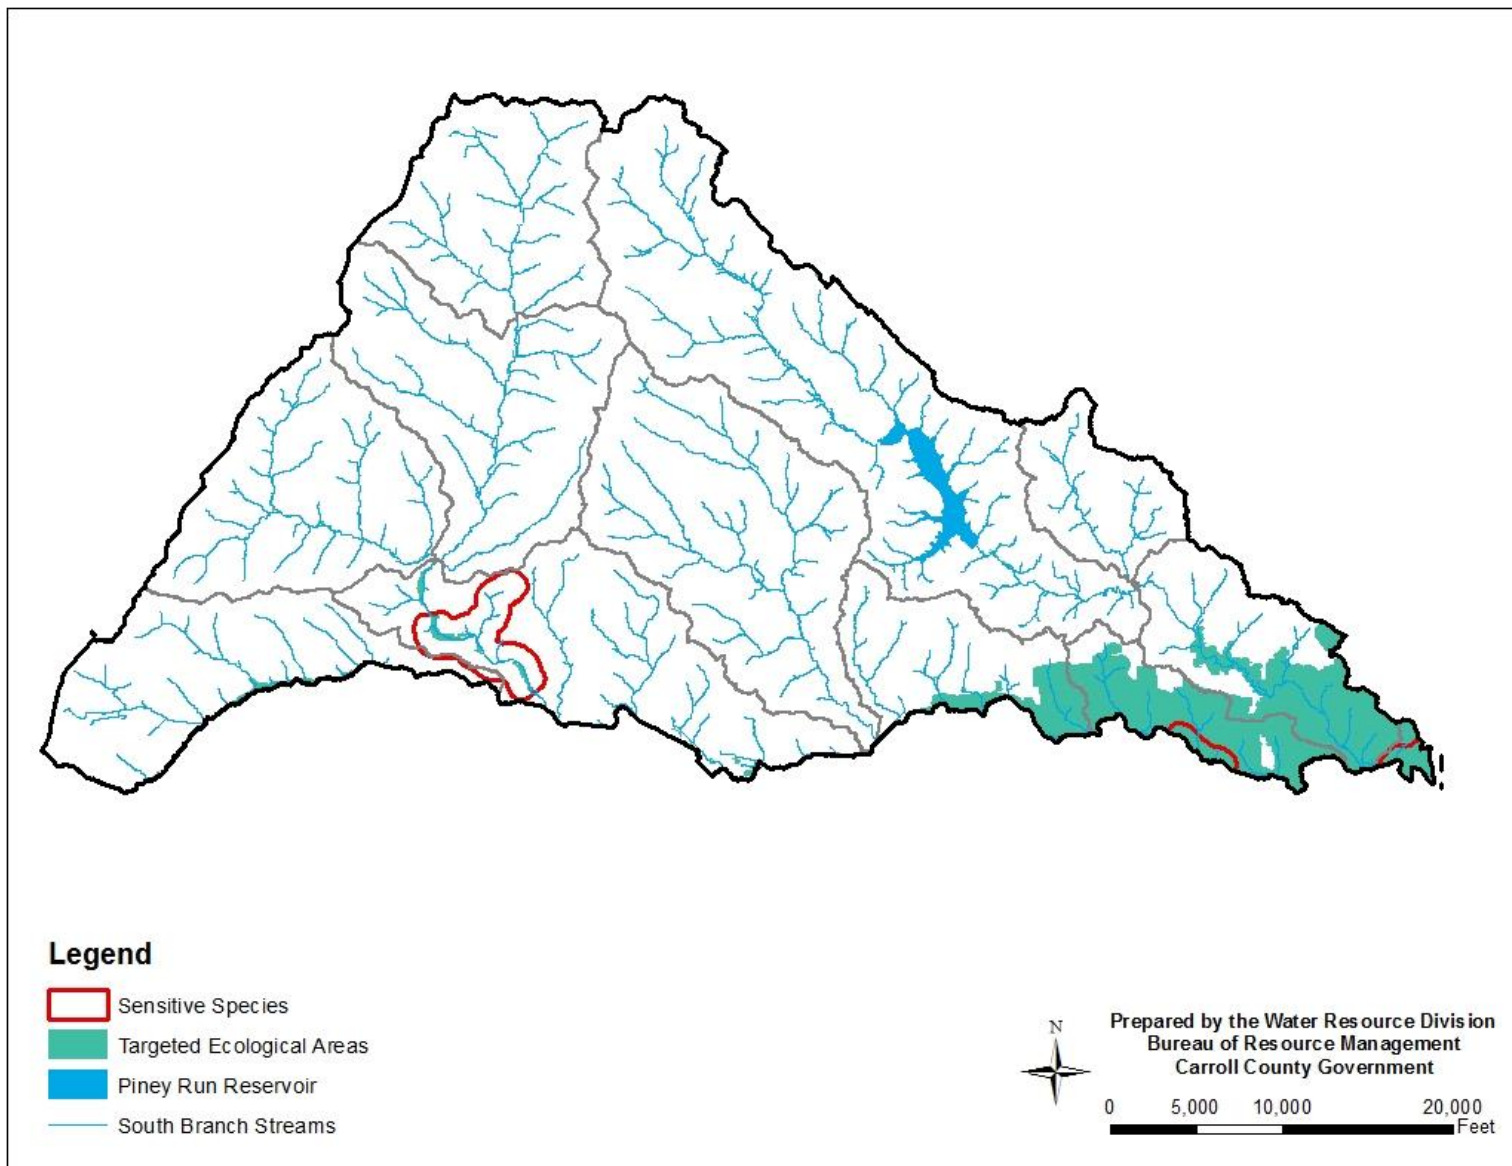 Legend
Sensitive Species
Targeted Ecological Areas
Piney Run Reservoir
South Branch Streams
N
Prepared by the Water Resource Division
Bureau of Resource Management
Carroll County Government
0 5,000 10,000 20,000
Feet